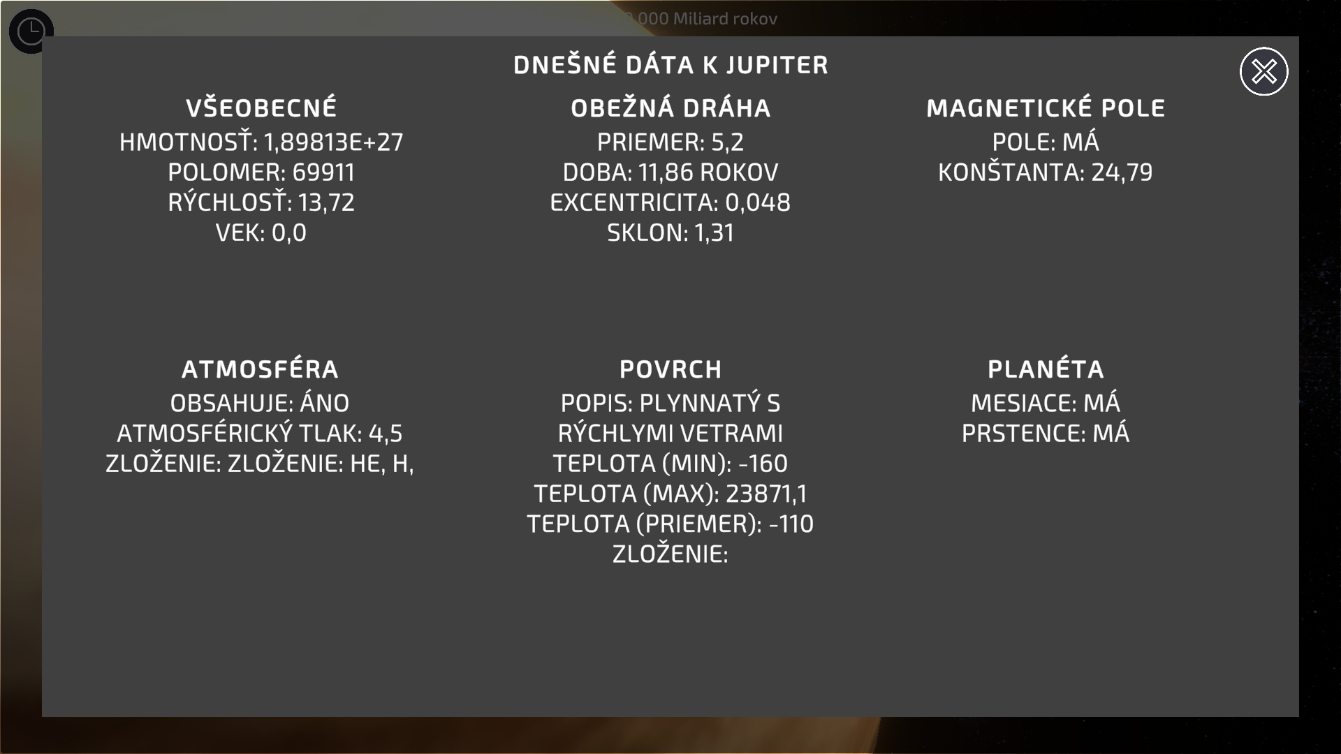 000 Miliard rokov
DNEŠNÉ DÁTA K JUPITER
VŠEOBECNÉ
HMOTNOSŤ: 1,89813E+27
POLOMER: 69911
RÝCHLOSŤ: 13,72
VEK: 0,0
OBEŽNÁ DRÁHA
PRIEMER: 5,2
DOBA: 11,86 ROKOV
EXCENTRICITA: 0,048
SKLON: 1,31
MAGNETICKÉ POLE
POLE: MÁ
KONŠTANTA: 24,79
ATMOSFÉRA
OBSAHUJE: ÁNO
ATMOSFÉRICKÝ TLAK: 4,5
ZLOŽENIE: ZLOŽENIE: HE, H,
POVRCH
POPIS: PLYNNATÝ S
RÝCHLYMI VETRAMI
TEPLOTA (MIN): -160
TEPLOTA (MAX): 23871,1
TEPLOTA (PRIEMER): -110
ZLOŽENIE:
PLANÉTA
MESIACE: MÁ
PRSTENCE: MÁ